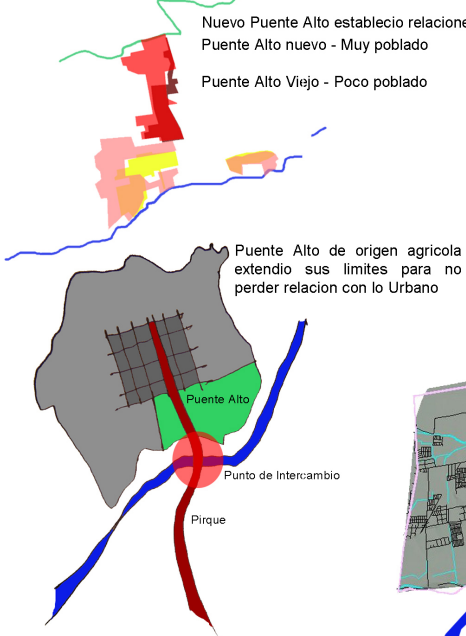 Nuevo Puente Alto establecio relacione
Puente Alto nuevo - Muy poblado
Puente Alto Viejo - Poco poblado
Puente Alto de origen agricola
extendio sus limites para no
perder relacion con lo Urbano
Puente Alto
Punto de Intercambio
Pirque